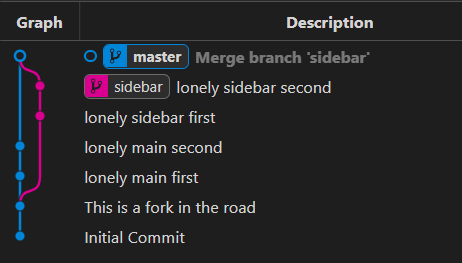 Graph Description
master Merge branch 'sidebar'
sidebar lonely sidebar second
lonely sidebar first
lonely main second
lonely main first
This is a fork in the road
Initial Commit